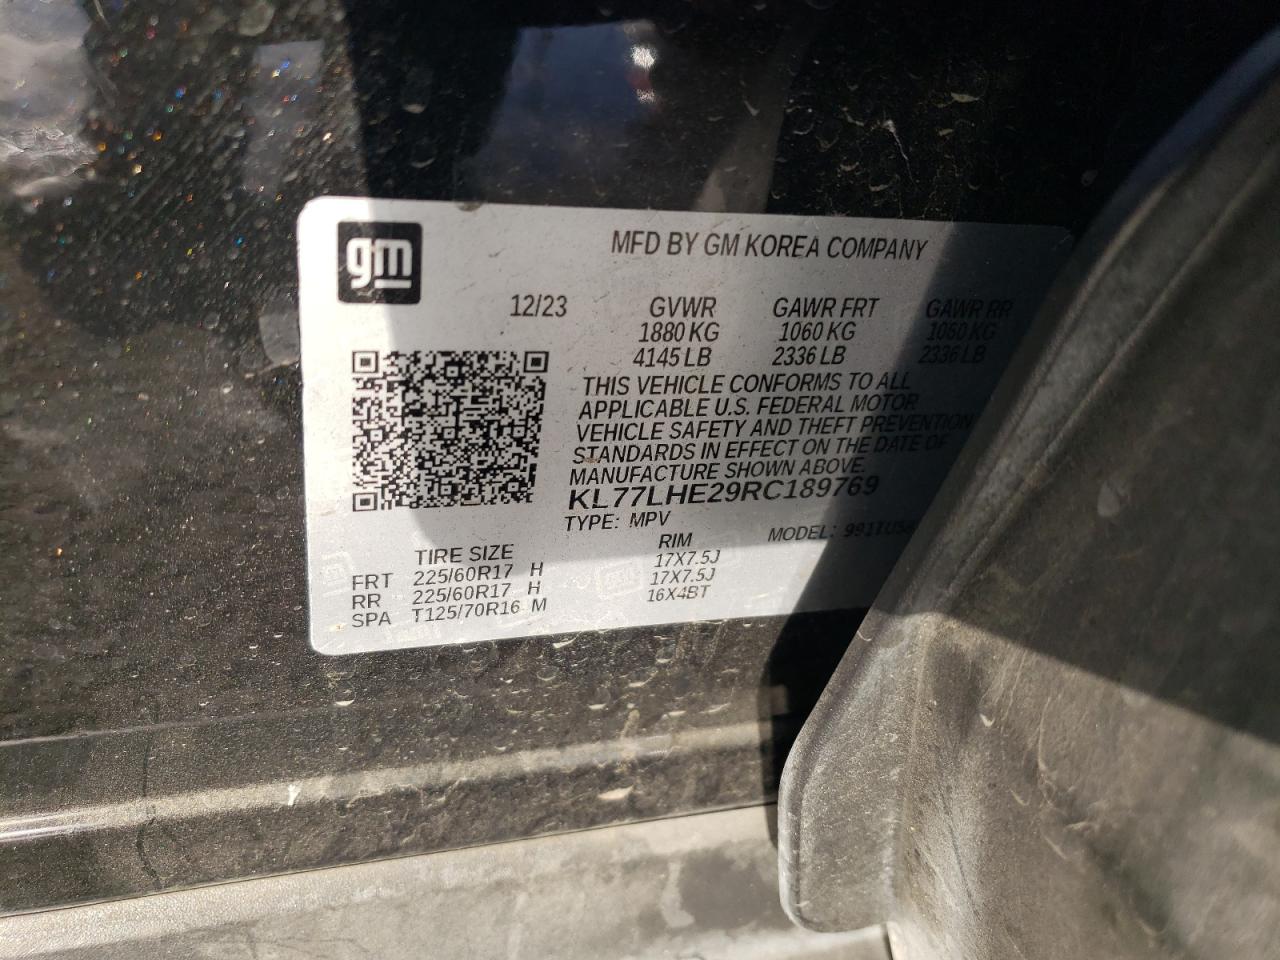 gm
MFD BY GM KOREA COMPANY
12/23 GVWR GAWR FRT GAWR RR
1880 KG 1060 KG 1060 KG
4145 LB 2336 LB 2336 LB
THIS VEHICLE CONFORMS TO ALL
APPLICABLE U.S. FEDERAL MOTOR
VEHICLE SAFETY AND THEFT PREVENTION
STANDARDS IN EFFECT ON THE DATE OF
MANUFACTURE SHOWN ABOVE.
KL77LHE29RC189769
TYPE: MPV MODEL:
TIRE SIZE RIM
FRT 225/60R17 H 17X7.5J
RR 225/60R17 H 17X7.5J
SPA T125/70R16 M 16X4BT